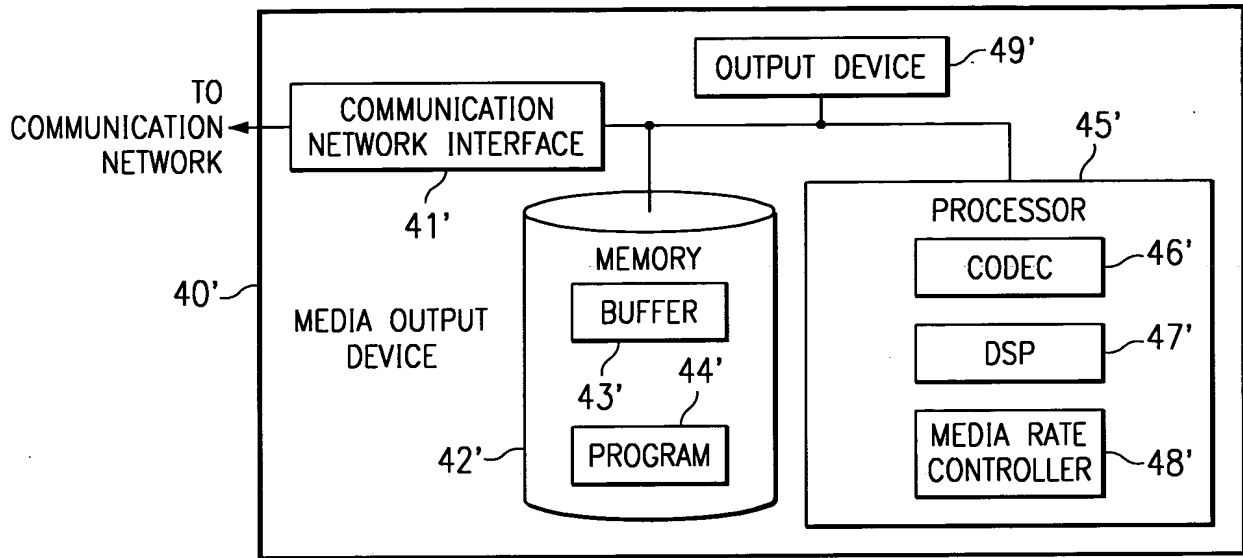 OUTPUT DEVICE
49'
TO
COMMUNICATION
NETWORK
COMMUNICATION
NETWORK INTERFACE
41'
45'
PROCESSOR
CODEC
46'
DSP
47'
MEDIA RATE
CONTROLLER
48'
40'
MEDIA OUTPUT
DEVICE
MEMORY
BUFFER
43'
44'
PROGRAM
42'